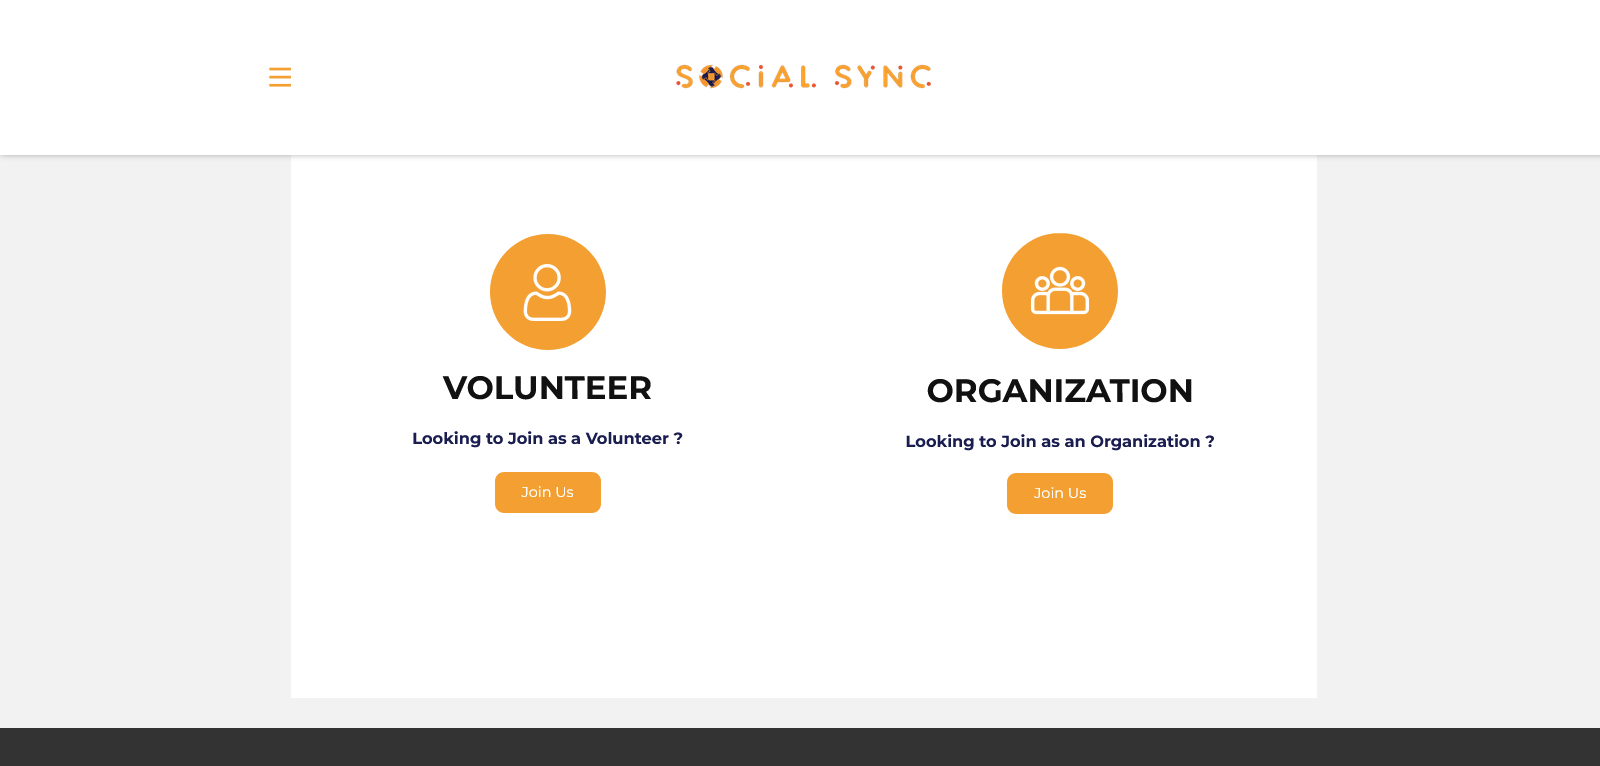 SOCiAL SYNC
VOLUNTEER
Looking to Join as a Volunteer ?
Join Us
ORGANIZATION
Looking to Join as an Organization ?
Join Us